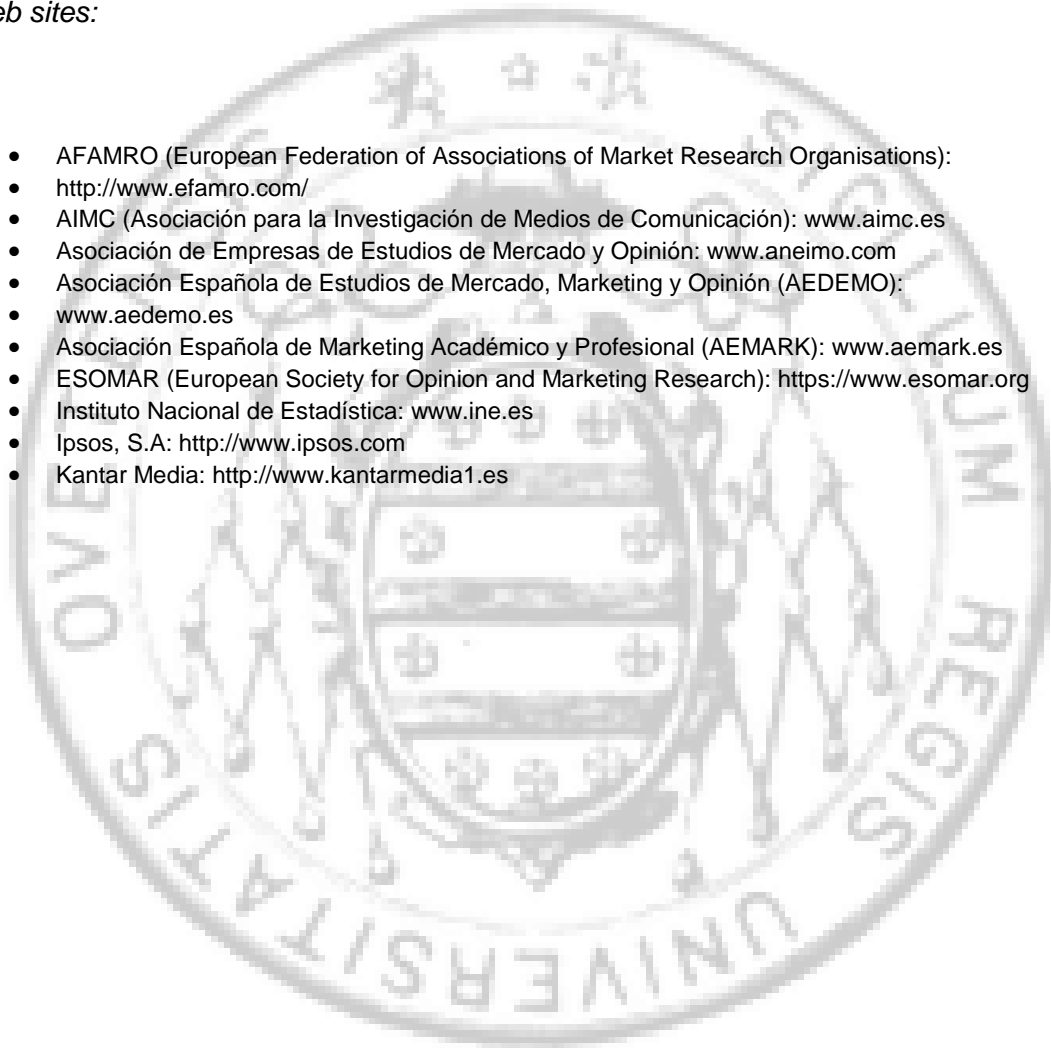 eb sites:
• AFAMRO (European Federation of Associations of Market Research Organisations):
• http://www.efamro.com/
• AIMC (Asociación para la Investigación de Medios de Comunicación): www.aimc.es
• Asociación de Empresas de Estudios de Mercado y Opinión: www.aneimo.com
• Asociación Española de Estudios de Mercado, Marketing y Opinión (AEDEMO):
• www.aedemo.es
• Asociación Española de Marketing Académico y Profesional (AEMARK): www.aemark.es
• ESOMAR (European Society for Opinion and Marketing Research): https://www.esomar.org
• Instituto Nacional de Estadística: www.ine.es
• Ipsos, S.A: http://www.ipsos.com
• Kantar Media: http://www.kantarmedia1.es
SIGILLUM REGIS UNIVERSITATIS OVETENSIS